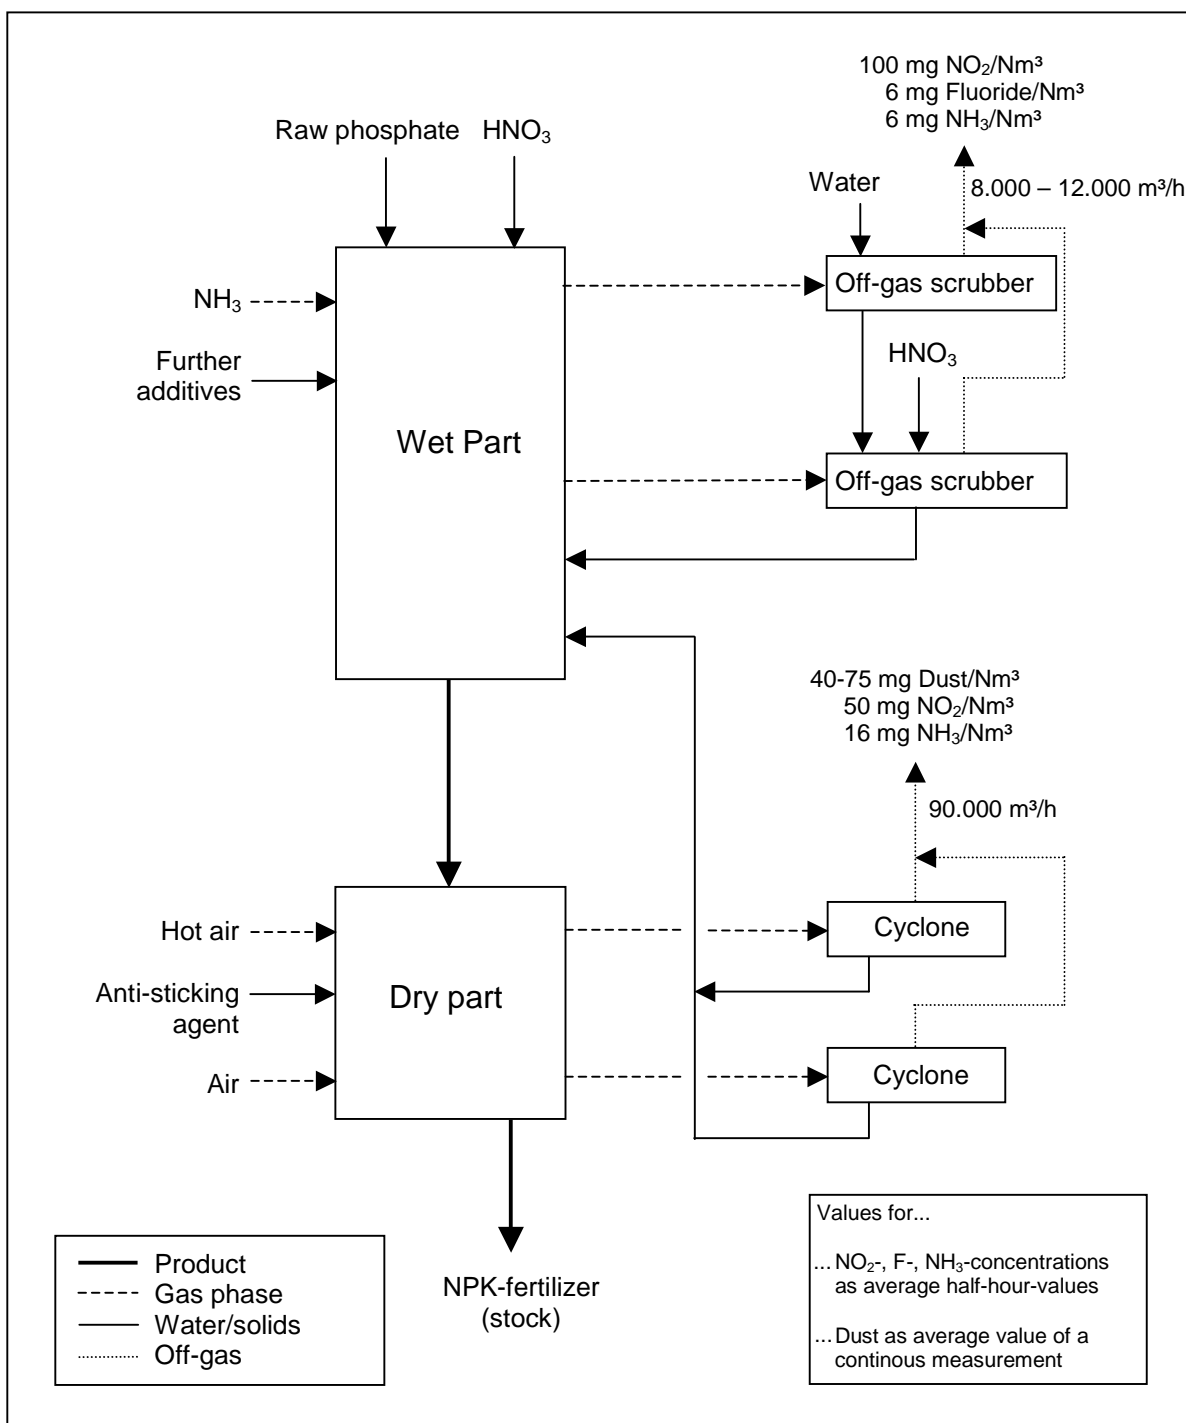 100 mg NO₂/Nm³
6 mg Fluoride/Nm³
6 mg NH₃/Nm³
Raw phosphate
HNO₃
Water
8.000 – 12.000 m³/h
NH₃
Off-gas scrubber
Further
additives
HNO₃
Wet Part
Off-gas scrubber
40-75 mg Dust/Nm³
50 mg NO₂/Nm³
16 mg NH₃/Nm³
90.000 m³/h
Hot air
Cyclone
Anti-sticking
agent
Dry part
Air
Cyclone
Product
Gas phase
Water/solids
Off-gas
NPK-fertilizer
(stock)
Values for...
...NO₂-, F-, NH₃-concentrations
as average half-hour-values
...Dust as average value of a
continous measurement